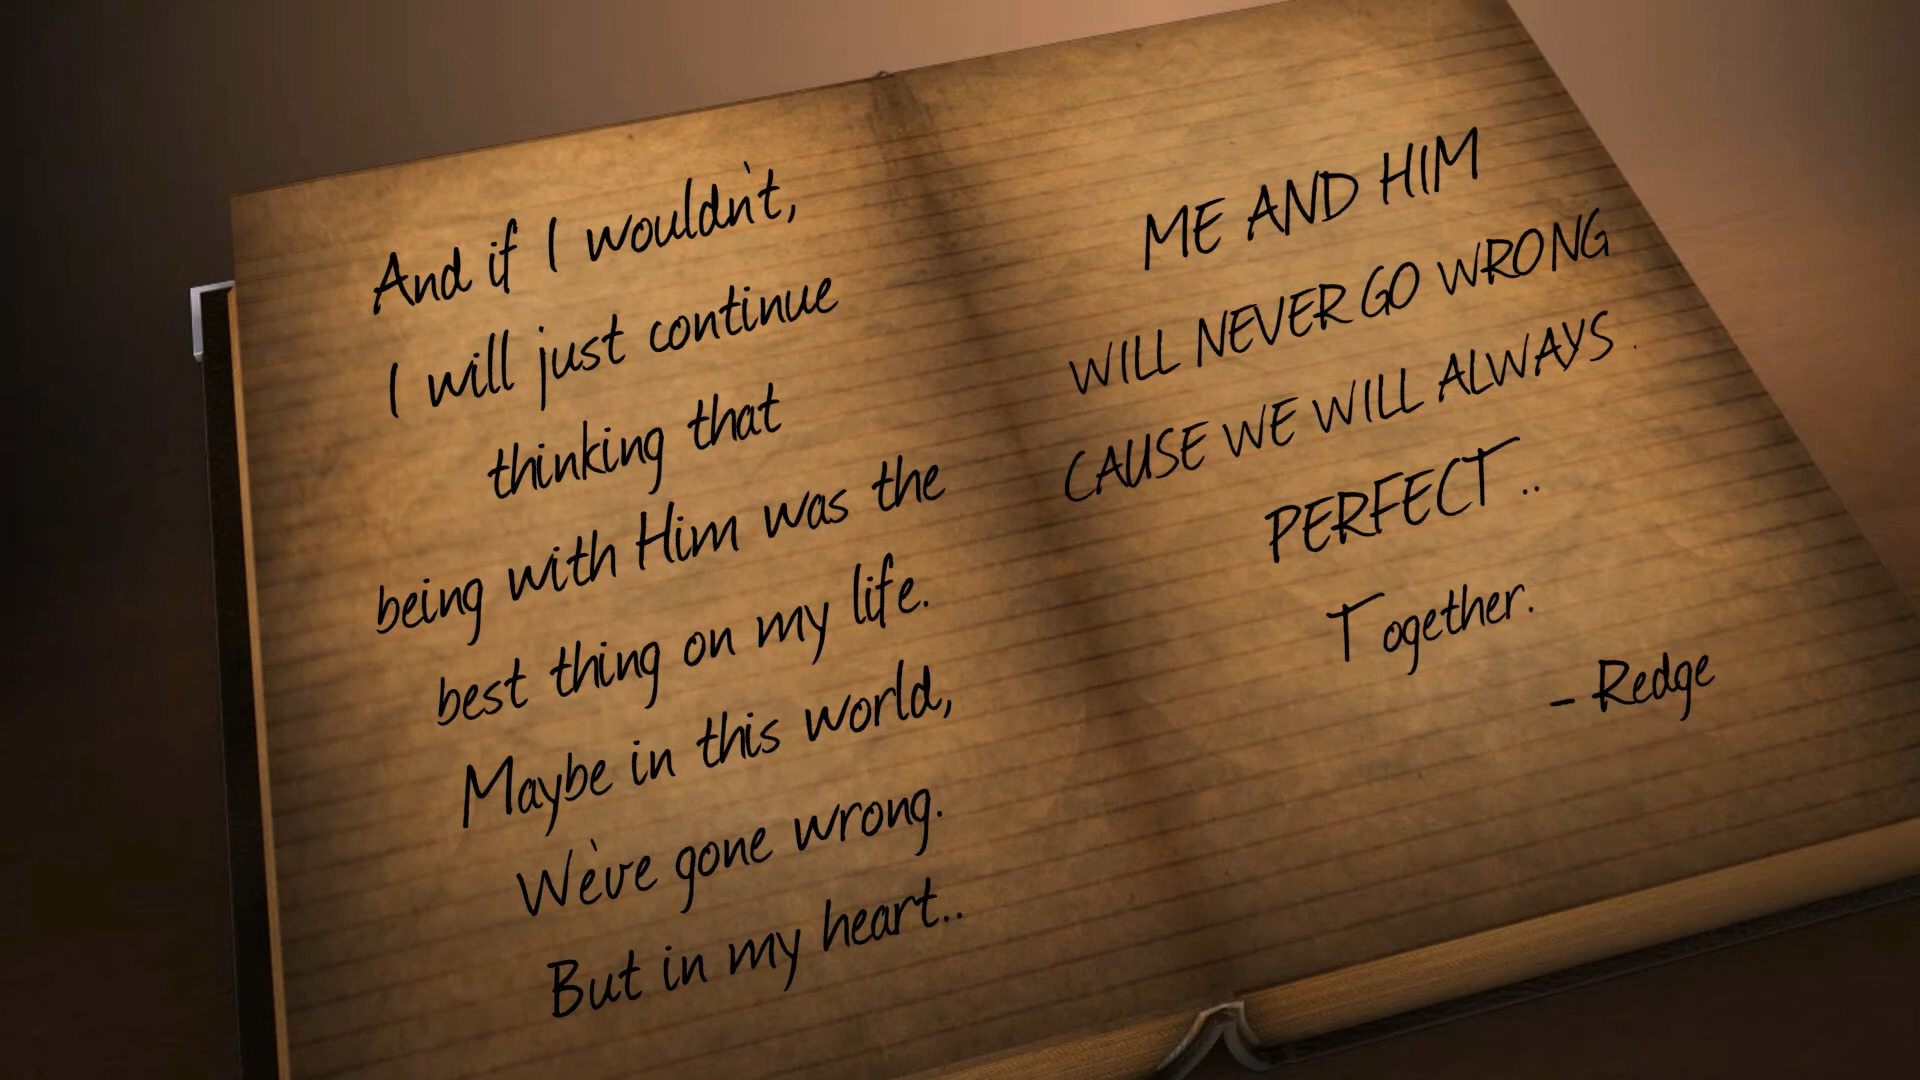 And if I wouldn't,
I will just continue
thinking that
being with Him was the
best thing on my life.
Maybe in this world,
We've gone wrong.
But in my heart..
ME AND HIM
WILL NEVER GO WRONG
CAUSE WE WILL ALWAYS.
PERFECT..
Together.
- Redge